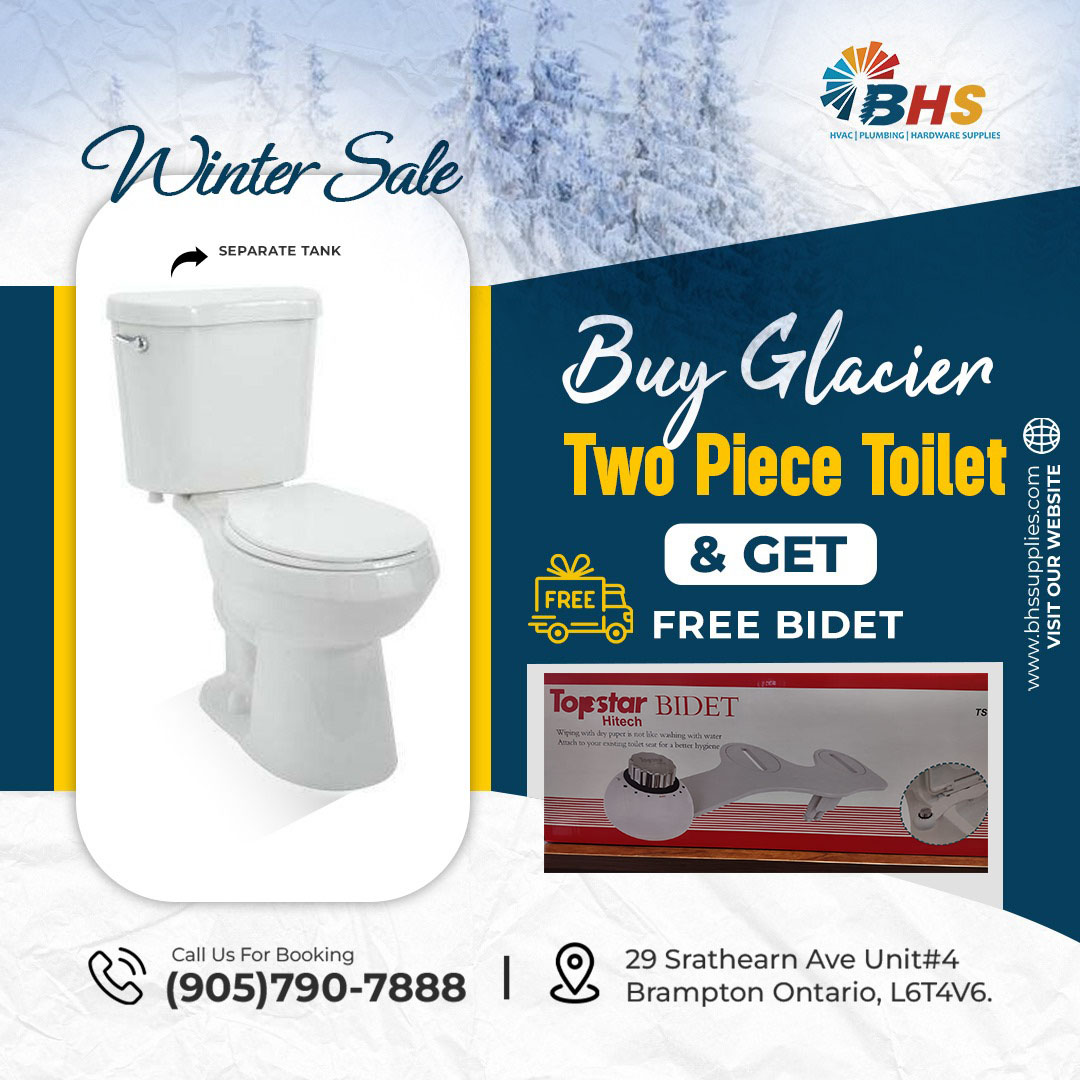 BHS
HVAC | PLUMBING | HARDWARE SUPPLIES
Winter Sale
SEPARATE TANK
Buy Glacier
Two Piece Toilet
& GET
FREE
FREE BIDET
www.bhssupplies.com
VISIT OUR WEBSITE
Topstar BIDET
Hitech
TS
Wiping with dry paper is not like washing with water
Attach to your existing toilet seat for a better hygiene
Call Us For Booking
(905)790-7888
29 Srathearn Ave Unit#4
Brampton Ontario, L6T4V6.